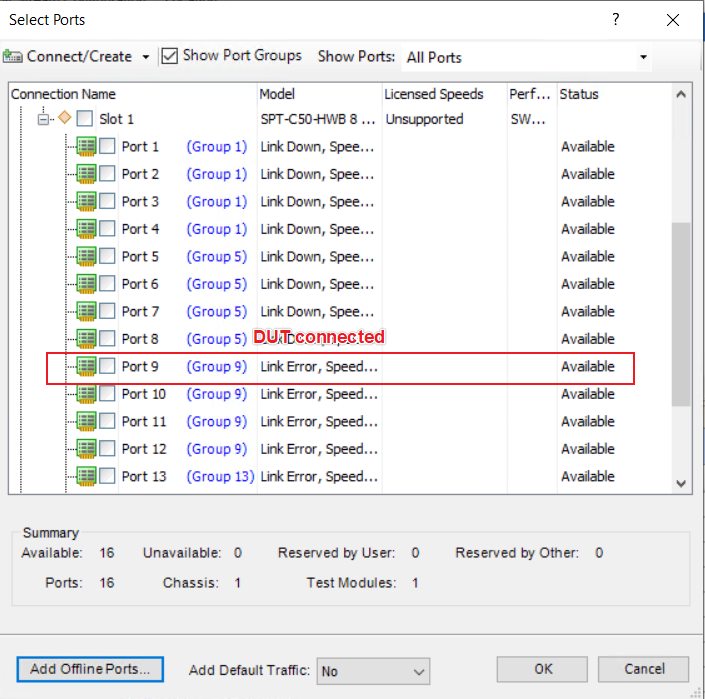 Select Ports ?
Connect/Create Show Port Groups Show Ports: All Ports
Connection Name Model Licensed Speeds Perf... Status
Slot 1 SPT-C50-HWB 8 ... Unsupported SW...
Port 1 (Group 1) Link Down, Spee... Available
Port 2 (Group 1) Link Down, Spee... Available
Port 3 (Group 1) Link Down, Spee... Available
Port 4 (Group 1) Link Down, Spee... Available
Port 5 (Group 5) Link Down, Spee... Available
Port 6 (Group 5) Link Down, Spee... Available
Port 7 (Group 5) Link Down, Spee... Available
Port 8 (Group 5) DUT connected Available
Port 9 (Group 9) Link Error, Speed... Available
Port 10 (Group 9) Link Error, Speed... Available
Port 11 (Group 9) Link Error, Speed... Available
Port 12 (Group 9) Link Error, Speed... Available
Port 13 (Group 13) Link Error, Speed... Available
Summary
Available: 16 Unavailable: 0 Reserved by User: 0 Reserved by Other: 0
Ports: 16 Chassis: 1 Test Modules: 1
Add Offline Ports... Add Default Traffic: No OK Cancel